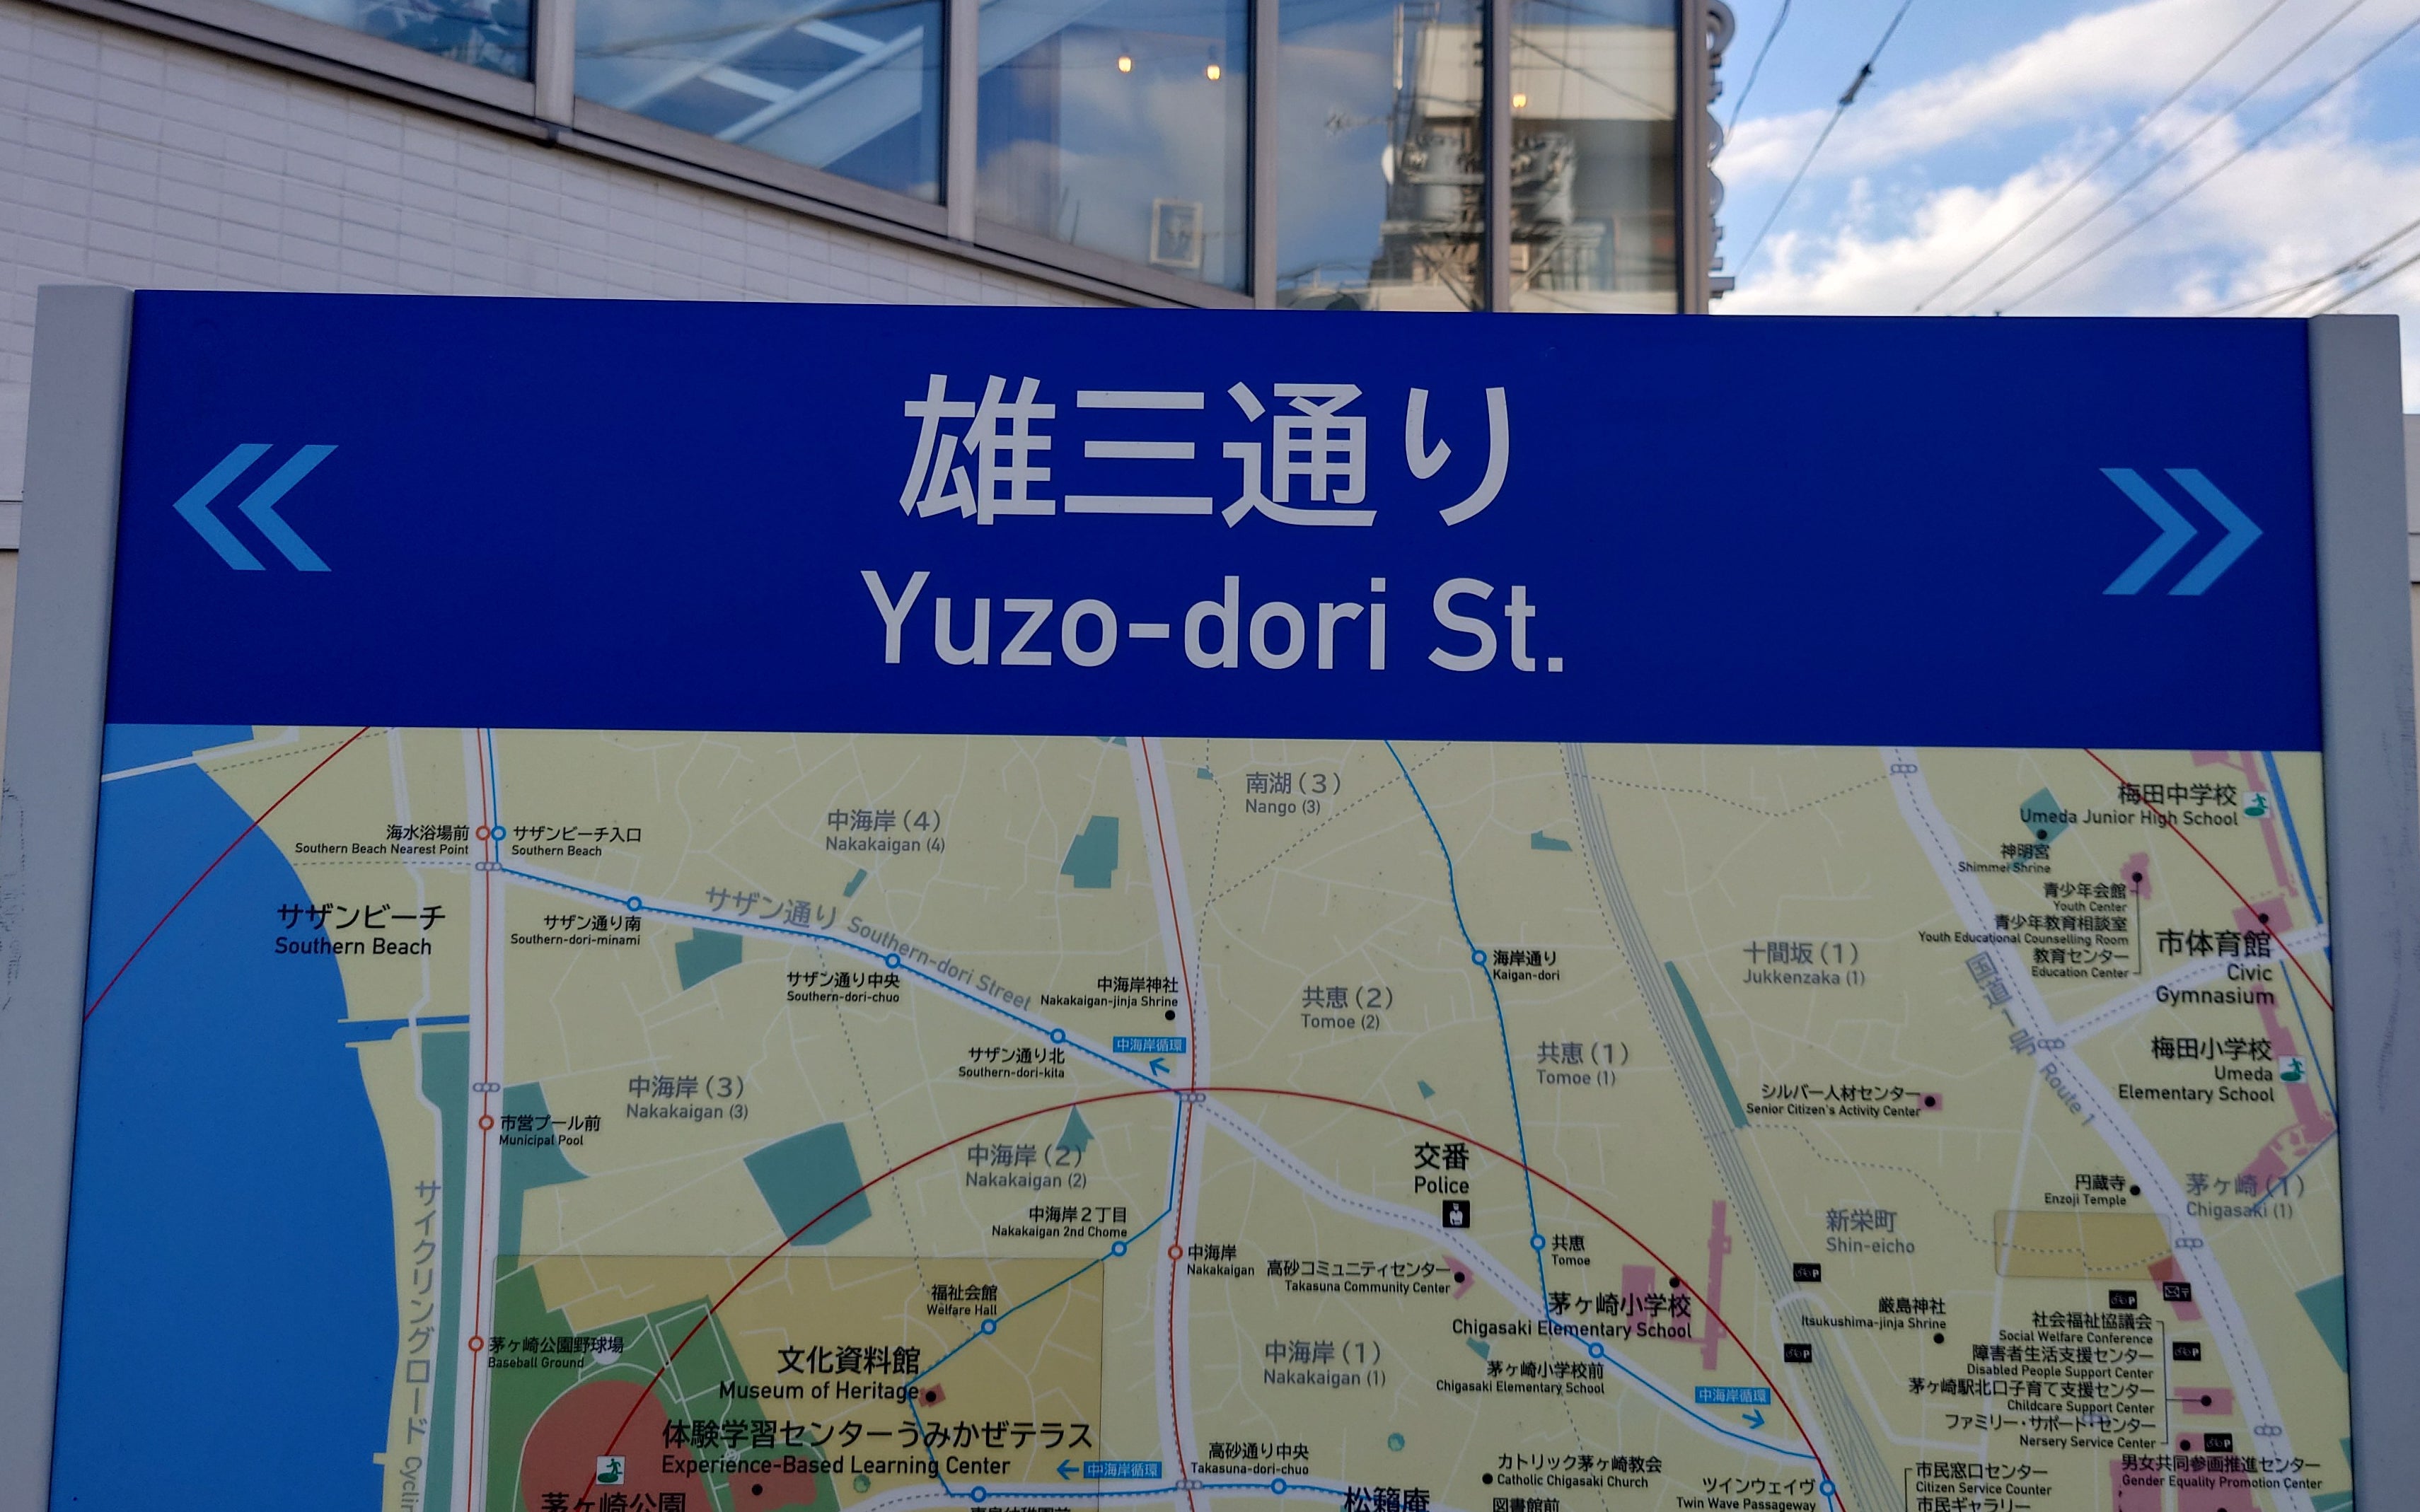 雄三通り
Yuzo-dori St.
南湖(3)
Nango (3)
中海岸(4)
Nakakaigan (4)
梅田中学校
Umeda Junior High School
海水浴場前
Southern Beach Nearest Point
サザンビーチ入口
Southern Beach
神明宮
Shimmei Shrine
青少年会館
Youth Center
青少年教育相談室
Youth Educational Counselling Room
教育センター
Education Center
サザンビーチ
Southern Beach
サザン通り南
Southern-dori-minami
サザン通り Southern-dori Street
サザン通り中央
Southern-dori-chuo
中海岸神社
Nakakaigan-jinja Shrine
海岸通り
Kaigan-dori
十間坂(1)
Jukkenzaka (1)
市体育館
Civic
Gymnasium
国道一号 Route 1
共恵(2)
Tomoe (2)
共恵(1)
Tomoe (1)
サザン通り北
Southern-dori-kita
中海岸循環
梅田小学校
Umeda
Elementary School
中海岸(3)
Nakakaigan (3)
シルバー人材センター
Senior Citizen's Activity Center
市営プール前
Municipal Pool
中海岸(2)
Nakakaigan (2)
交番
Police
円蔵寺
Enzoji Temple
茅ヶ崎(1)
Chigasaki (1)
中海岸2丁目
Nakakaigan 2nd Chome
新栄町
Shin-eicho
中海岸
Nakakaigan
共恵
Tomoe
高砂コミュニティセンター
Takasuna Community Center
福祉会館
Welfare Hall
茅ヶ崎小学校
Chigasaki Elementary School
厳島神社
Itsukushima-jinja Shrine
社会福祉協議会
Social Welfare Conference
障害者生活支援センター
Disabled People Support Center
茅ヶ崎駅北口子育て支援センター
Childcare Support Center
ファミリー・サポート・センター
Nersery Service Center
茅ヶ崎公園野球場
Baseball Ground
文化資料館
Museum of Heritage
中海岸(1)
Nakakaigan (1)
茅ヶ崎小学校前
Chigasaki Elementary School
中海岸循環
サイクリングロード
体験学習センターうみかぜテラス
Experience-Based Learning Center
中海岸循環
高砂通り中央
Takasuna-dori-chuo
カトリック茅ヶ崎教会
Catholic Chigasaki Church
ツインウェイヴ
Twin Wave Passageway
市民窓口センター
Citizen Service Counter
市民ギャラリー
男女共同参画推進センター
Gender Equality Promotion Center
茅ヶ崎公園
松籟庵
図書館前